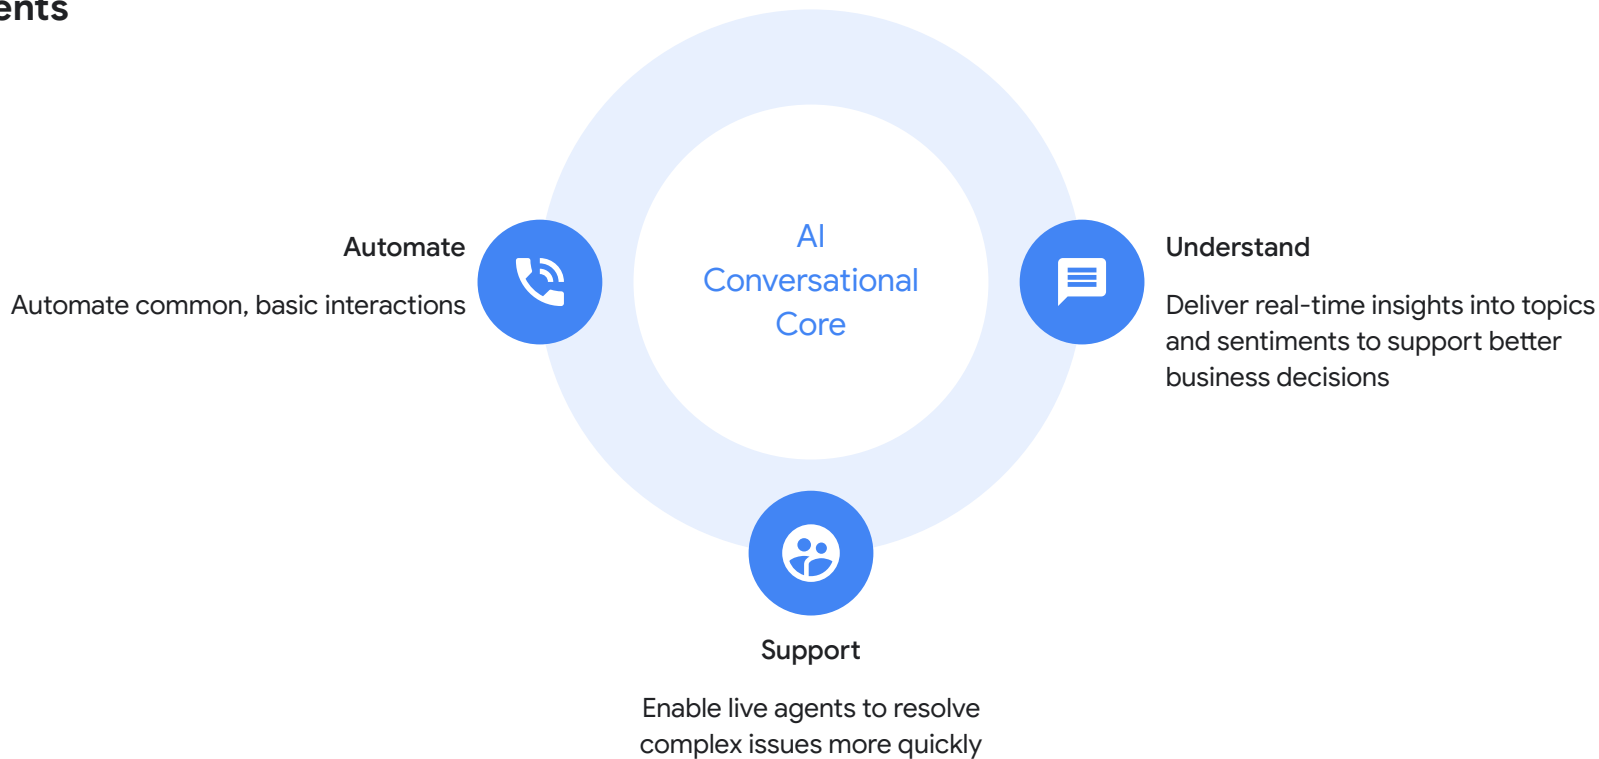 Automate
Automate common, basic interactions
AI
Conversational
Core
Understand
Deliver real-time insights into topics
and sentiments to support better
business decisions
Support
Enable live agents to resolve
complex issues more quickly